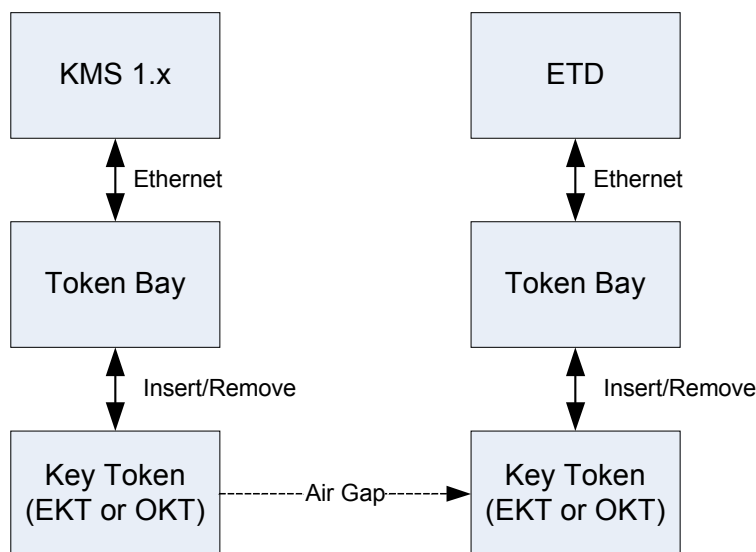 KMS 1.x
ETD
Ethernet
Ethernet
Token Bay
Token Bay
Insert/Remove
Insert/Remove
Key Token
(EKT or OKT)
Air Gap
Key Token
(EKT or OKT)